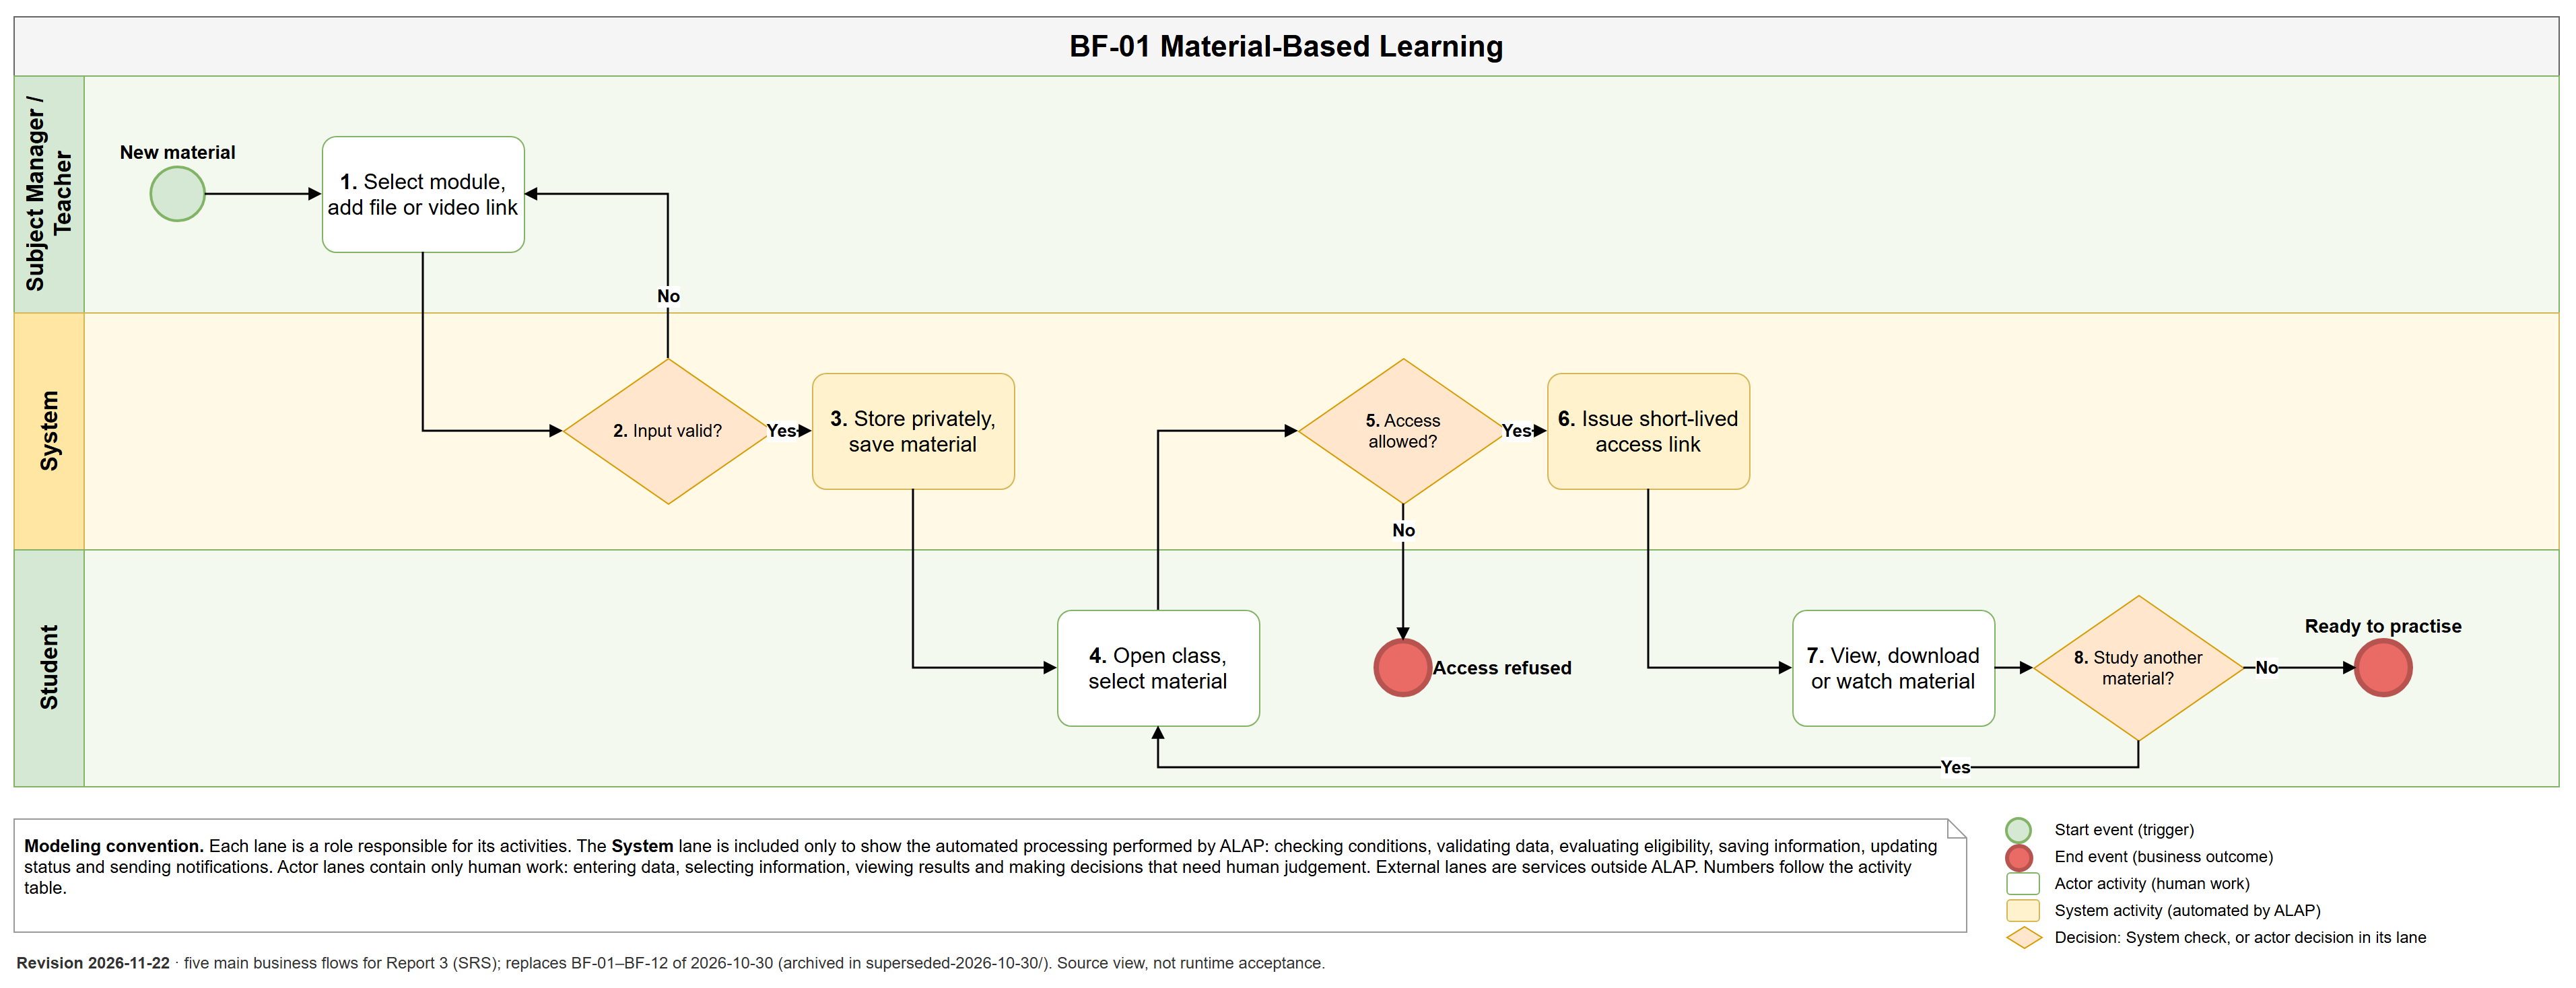 BF-01 Material-Based Learning
Subject Manager /
Teacher
New material
1. Select module,
add file or video link
No
System
2. Input valid?
Yes
3. Store privately,
save material
5. Access
allowed?
Yes
6. Issue short-lived
access link
No
Student
4. Open class,
select material
Access refused
7. View, download
or watch material
8. Study another
material?
No
Ready to practise
Yes
Modeling convention. Each lane is a role responsible for its activities. The System lane is included only to show the automated processing performed by ALAP: checking conditions, validating data, evaluating eligibility, saving information, updating
status and sending notifications. Actor lanes contain only human work: entering data, selecting information, viewing results and making decisions that need human judgement. External lanes are services outside ALAP. Numbers follow the activity
table.
Start event (trigger)
End event (business outcome)
Actor activity (human work)
System activity (automated by ALAP)
Decision: System check, or actor decision in its lane
Revision 2026-11-22 · five main business flows for Report 3 (SRS); replaces BF-01–BF-12 of 2026-10-30 (archived in superseded-2026-10-30/). Source view, not runtime acceptance.